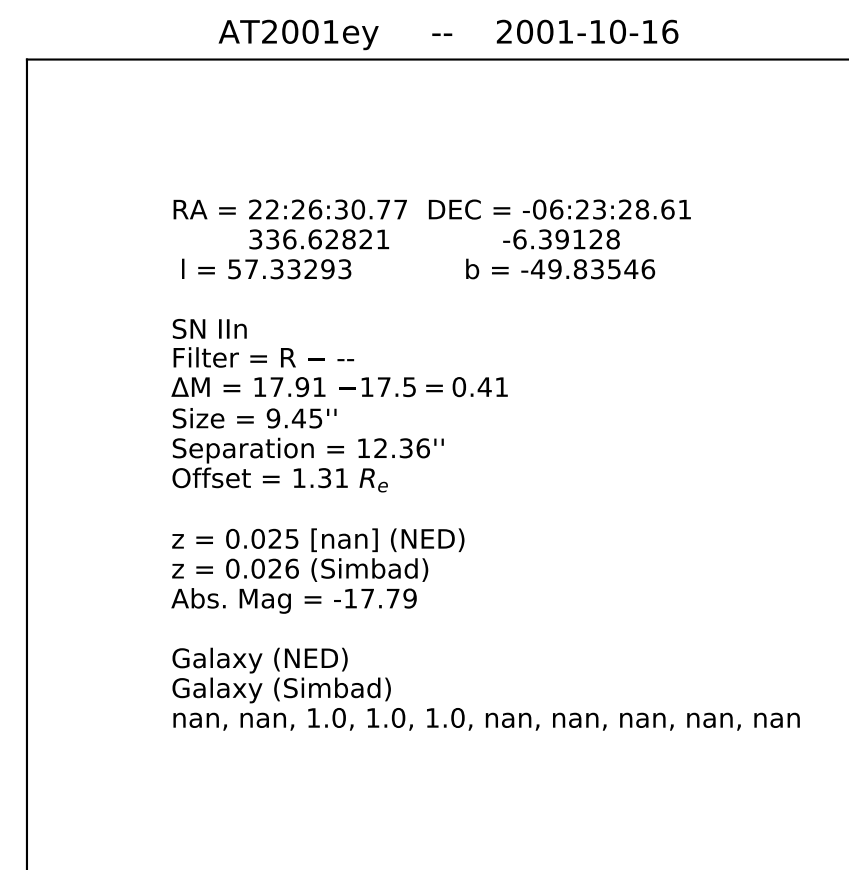 AT2001ey -- 2001-10-16
RA = 22:26:30.77 DEC = -06:23:28.61
336.62821 -6.39128
l = 57.33293 b = -49.83546
SN IIn
Filter = R − --
ΔM = 17.91 −17.5 = 0.41
Size = 9.45''
Separation = 12.36''
Offset = 1.31 Rₑ
z = 0.025 [nan] (NED)
z = 0.026 (Simbad)
Abs. Mag = -17.79
Galaxy (NED)
Galaxy (Simbad)
nan, nan, 1.0, 1.0, 1.0, nan, nan, nan, nan, nan